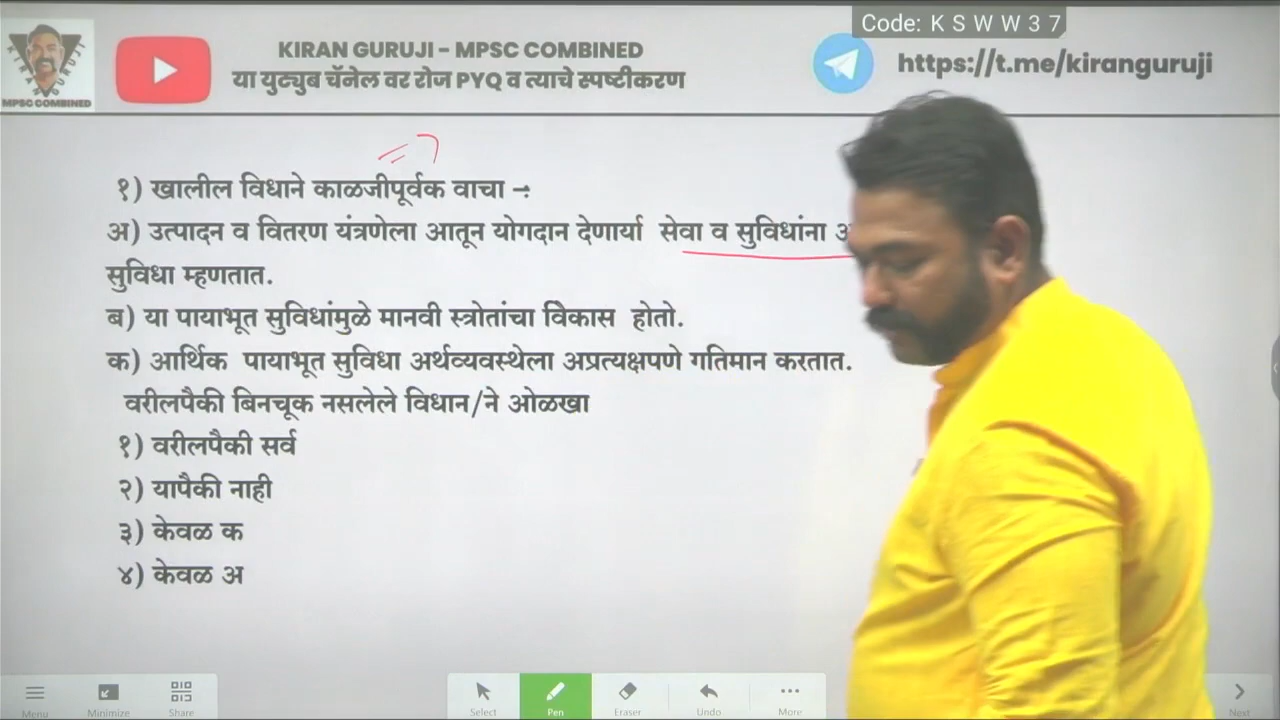 Code: K S W W 3 7
KIRAN GURUJI - MPSC COMBINED
या युट्युब चॅनेल वर रोज PYQ व त्याचे स्पष्टीकरण
https://t.me/kiranguruji
KIRAN GURUJI
MPSC COMBINED
१) खालील विधाने काळजीपूर्वक वाचा -:
अ) उत्पादन व वितरण यंत्रणेला आतून योगदान देणार्या सेवा व सुविधांना
सुविधा म्हणतात.
ब) या पायाभूत सुविधांमुळे मानवी स्त्रोतांचा विकास होतो.
क) आर्थिक पायाभूत सुविधा अर्थव्यवस्थेला अप्रत्यक्षपणे गतिमान करतात.
वरीलपैकी बिनचूक नसलेले विधान/ने ओळखा
१) वरीलपैकी सर्व
२) यापैकी नाही
३) केवळ क
४) केवळ अ
Menu Minimize Share Select Pen Eraser Undo More Next